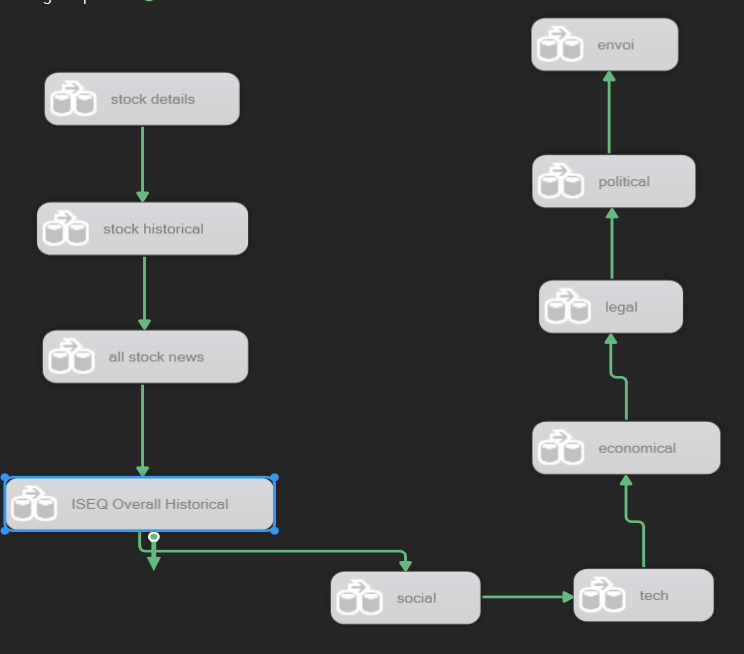 stock details
stock historical
all stock news
ISEQ Overall Historical
social
tech
economical
legal
political
envoi